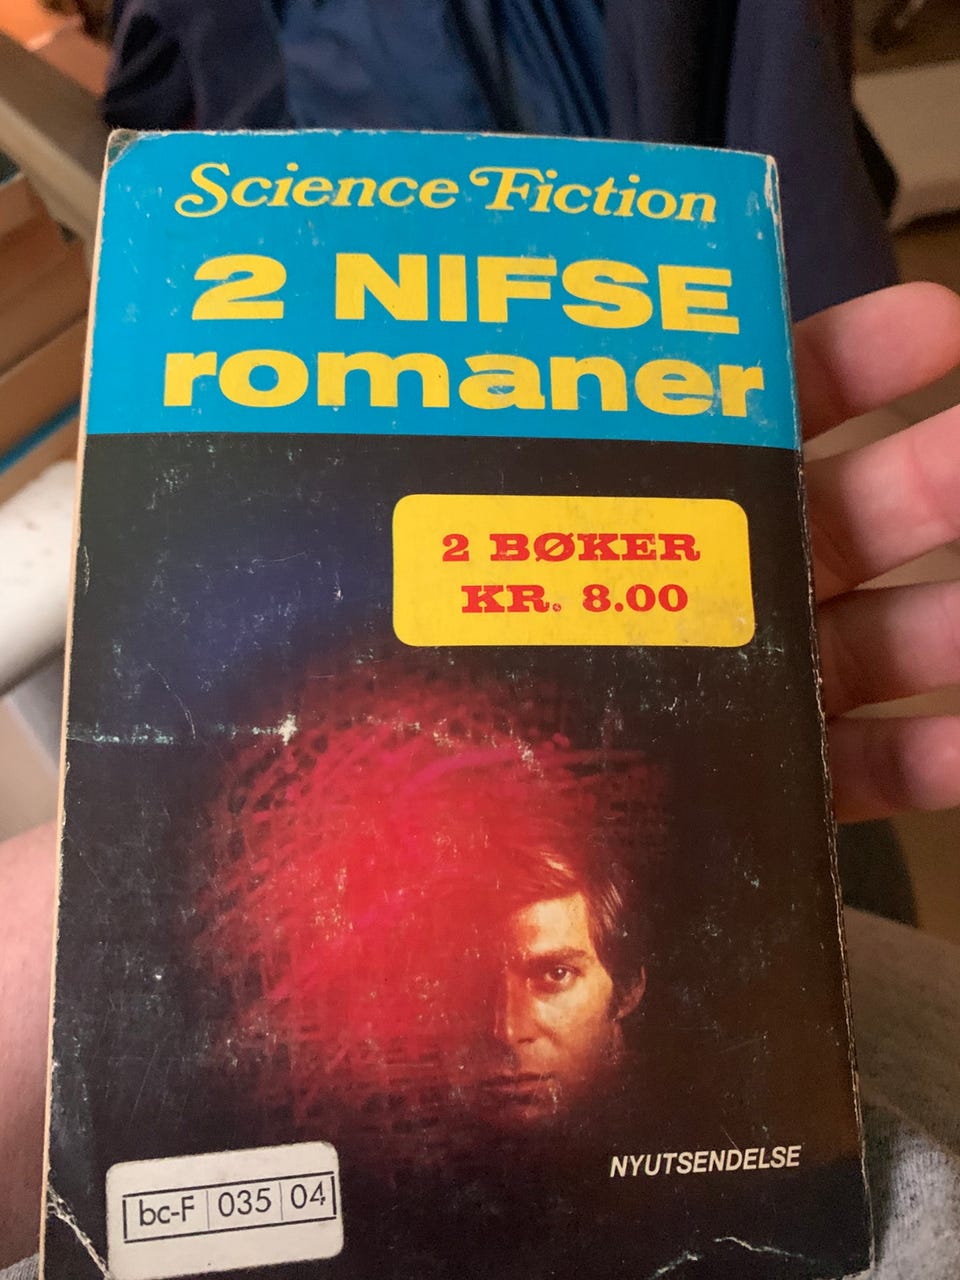 Science Fiction
2 NIFSE
romaner
2 BØKER
KR. 8.00
NYUTSENDELSE
bc-F 035 04